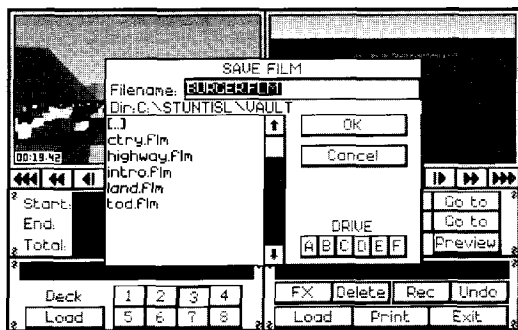 SAVE FILM
Filename: BURGER.FLM
Dir:C:\STUNTISL\VAULT
[..]
ctry.flm
highway.flm
intro.flm
land.flm
tod.flm
OK
Cancel
DRIVE
A B C D E F
00:19.42
Start:
End:
Total:
Go to
Go to
Preview
Deck
1 2 3 4
Load
5 6 7 8
FX Delete Rec Undo
Load Print Exit